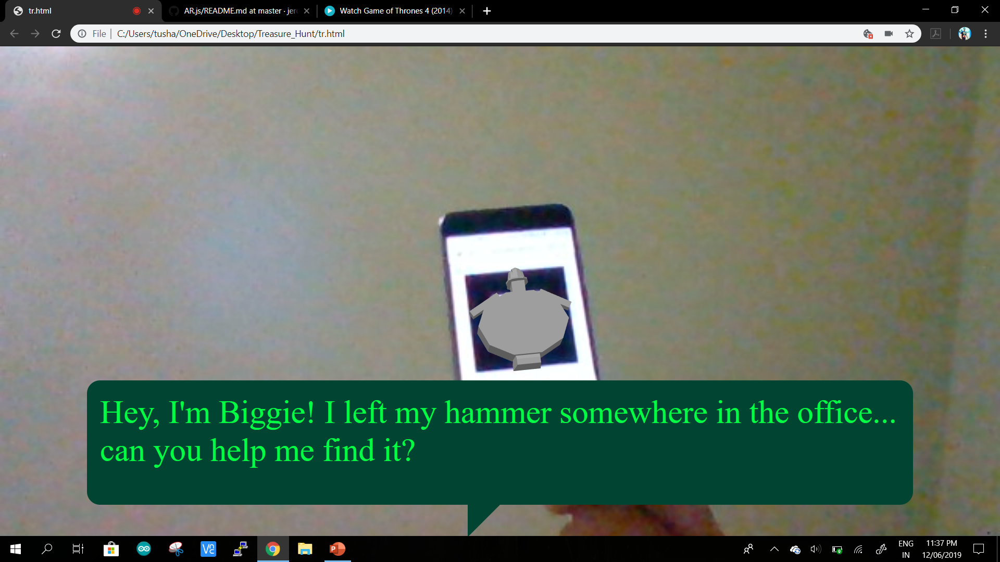 tr.html
AR.js/README.md at master · jer
Watch Game of Thrones 4 (2014)
File
C:/Users/tusha/OneDrive/Desktop/Treasure_Hunt/tr.html
Hey, I'm Biggie! I left my hammer somewhere in the office...
can you help me find it?
ENG
IN
11:37 PM
12/06/2019